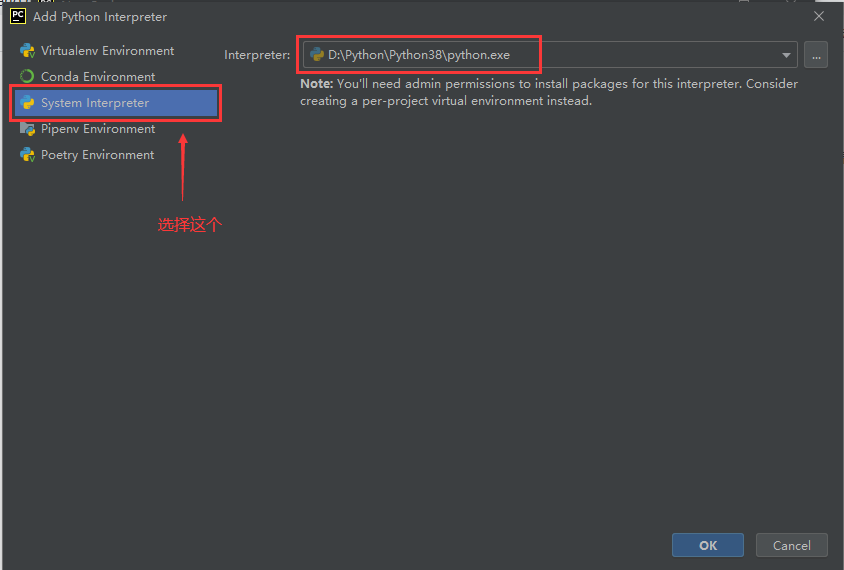 PC Add Python Interpreter
Virtualenv Environment
Conda Environment
System Interpreter
Pipenv Environment
Poetry Environment
Interpreter: D:\Python\Python38\python.exe ...
Note: You'll need admin permissions to install packages for this interpreter. Consider
creating a per-project virtual environment instead.
选择这个
OK Cancel